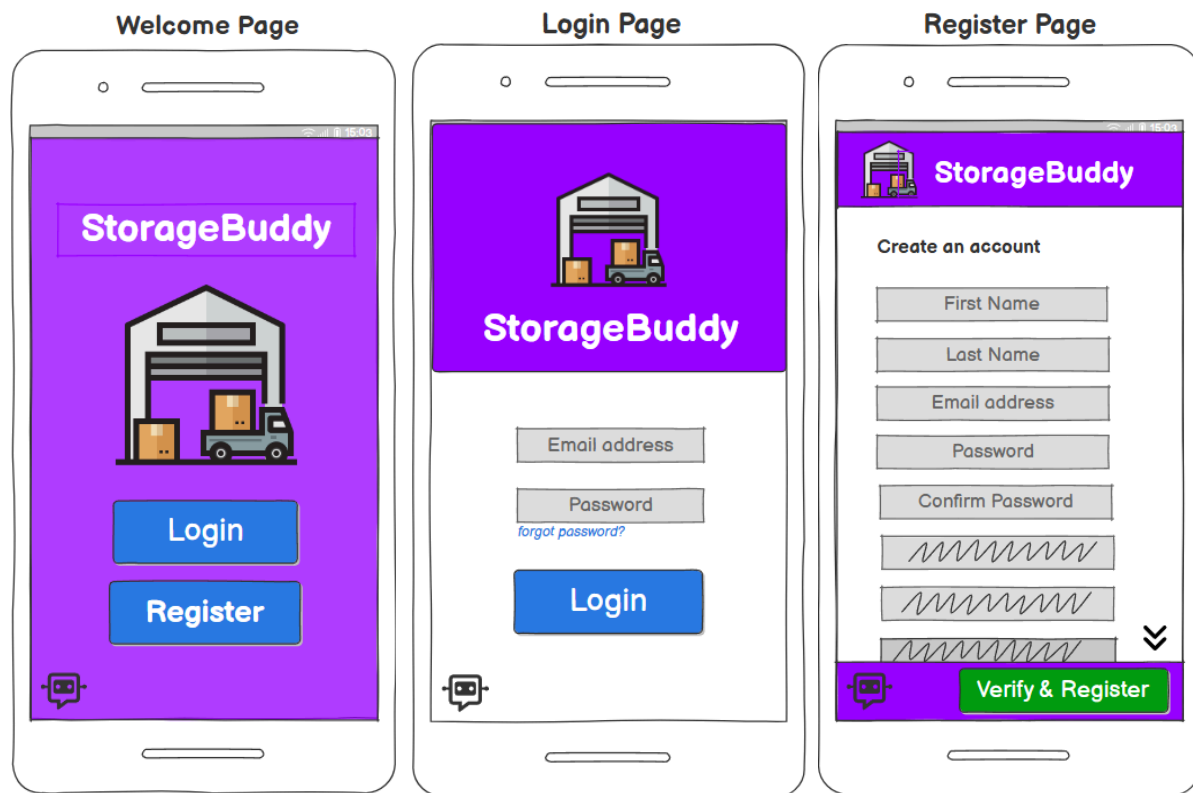 Welcome Page
15:03
StorageBuddy
Login
Register
Login Page
StorageBuddy
Email address
Password
forgot password?
Login
Register Page
15:03
StorageBuddy
Create an account
First Name
Last Name
Email address
Password
Confirm Password
Verify & Register